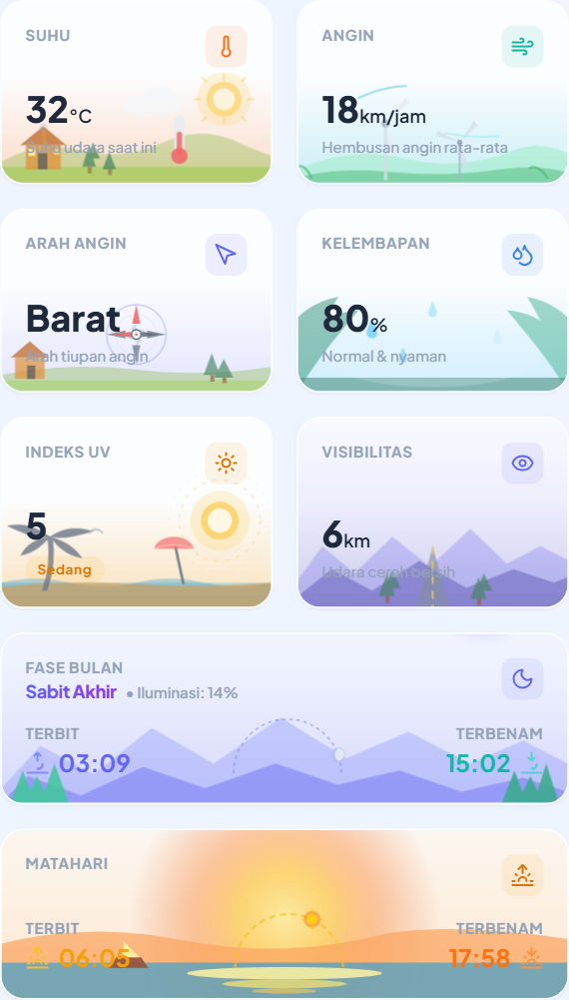 SUHU
32°C
Suhu udara saat ini
ANGIN
18km/jam
Hembusan angin rata-rata
ARAH ANGIN
Barat
Arah tiupan angin
KELEMBAPAN
80%
Normal & nyaman
INDEKS UV
5
Sedang
VISIBILITAS
6km
Udara cerah bersih
FASE BULAN
Sabit Akhir • Iluminasi: 14%
TERBIT TERBENAM
03:09 15:02
MATAHARI
TERBIT TERBENAM
06:05 17:58